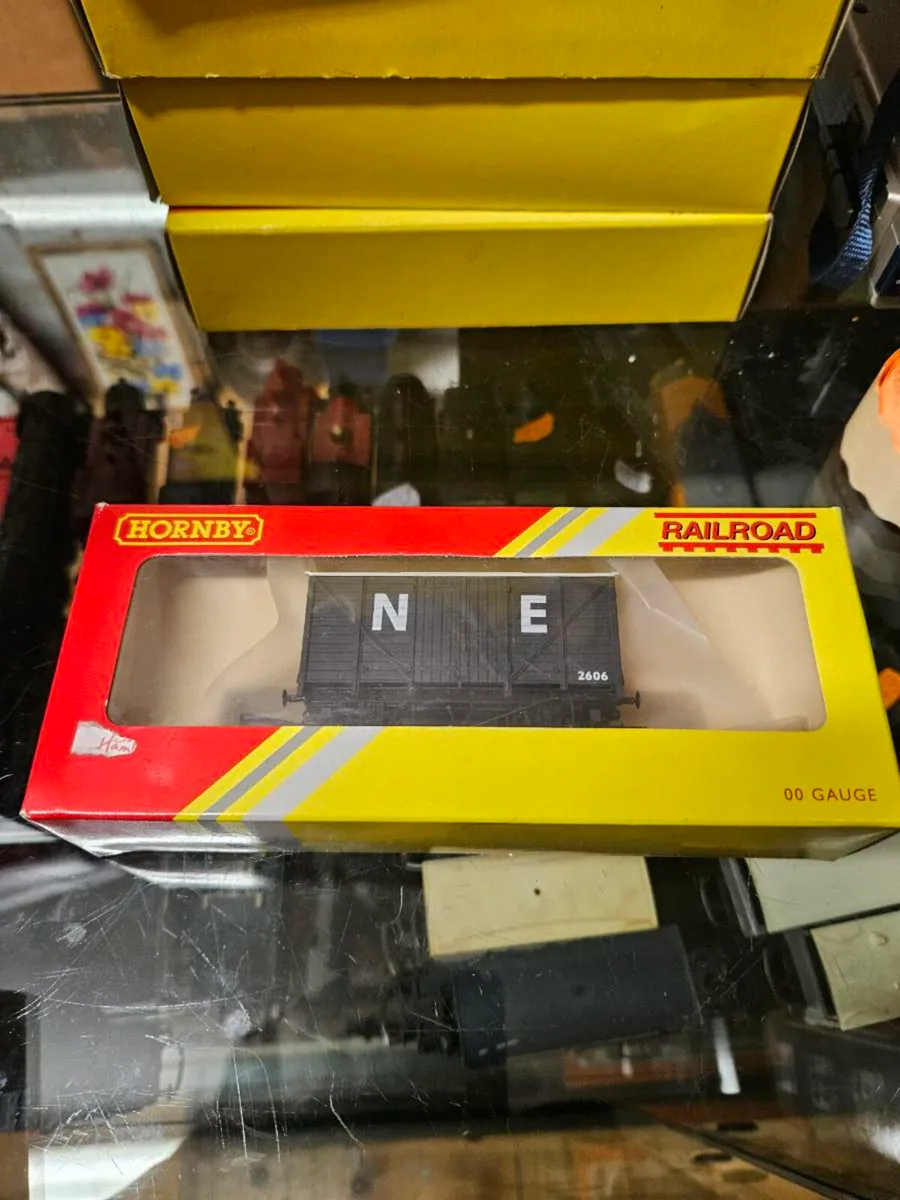 HORNBY®
RAILROAD
N E
2606
00 GAUGE